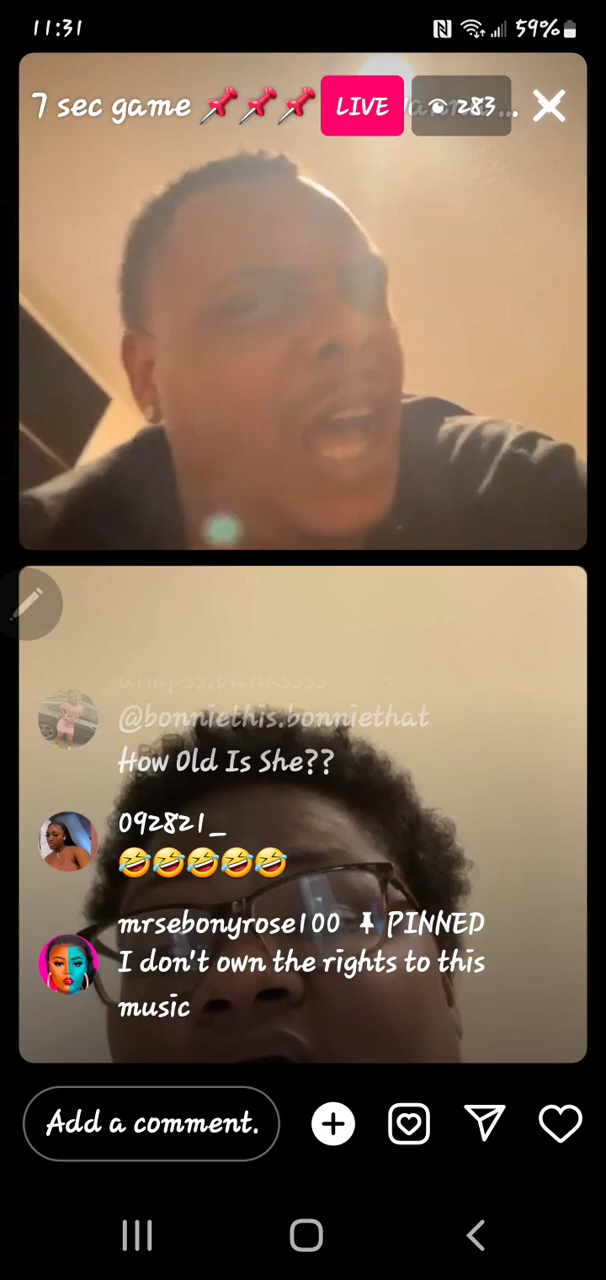 11:31
59%
7 sec game 📌📌📌 LIVE 283 ...
@bonniethis.bonniethat
How Old Is She??
092821_
🤣🤣🤣🤣🤣
mrsebonyrose100 PINNED
I don't own the rights to this
music
Add a comment.